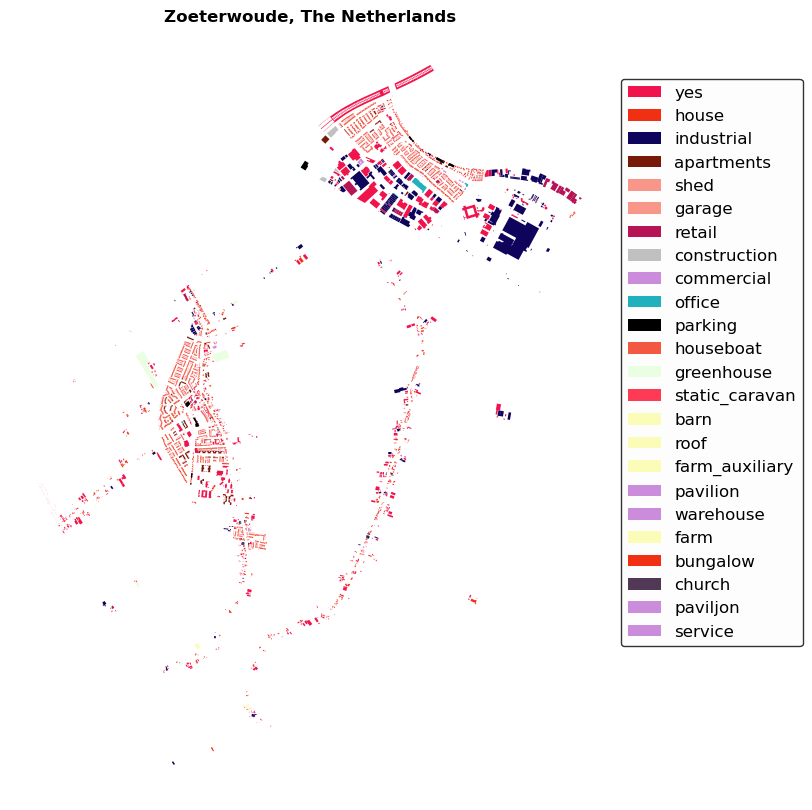 Zoeterwoude, The Netherlands
yes
house
industrial
apartments
shed
garage
retail
construction
commercial
office
parking
houseboat
greenhouse
static_caravan
barn
roof
farm_auxiliary
pavilion
warehouse
farm
bungalow
church
paviljon
service